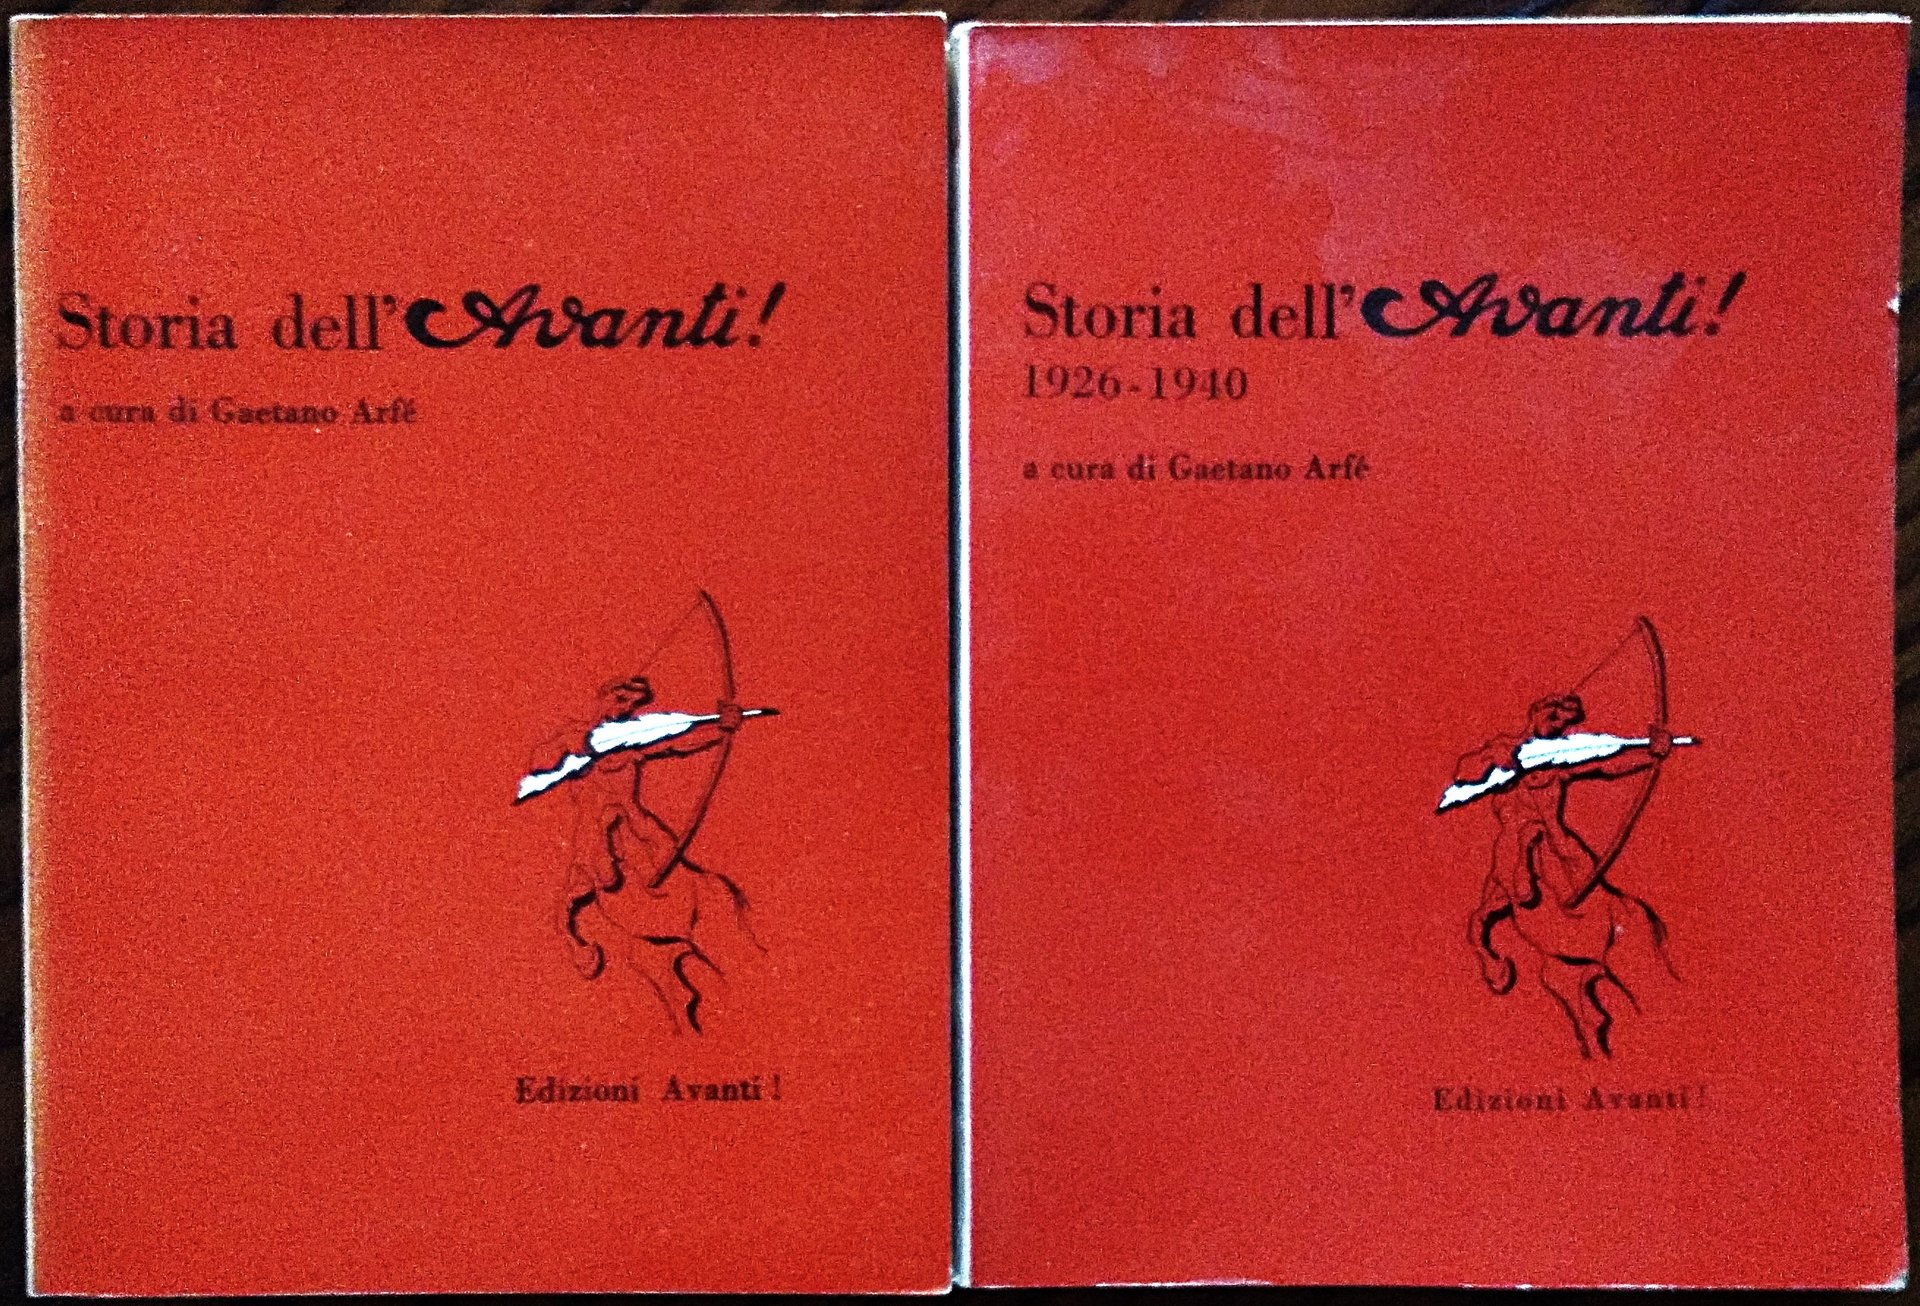 Storia dell'Avanti!
a cura di Gaetano Arfé
Edizioni Avanti!
Storia dell'Avanti!
1926-1940
a cura di Gaetano Arfé
Edizioni Avanti!